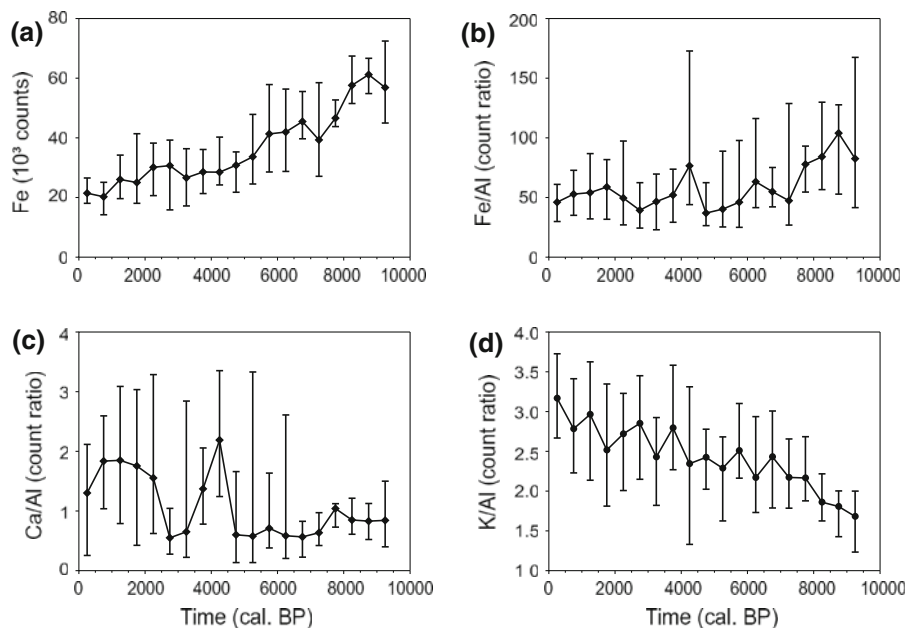 (a)
Fe (10³ counts)
80
60
40
20
0
0 2000 4000 6000 8000 10000
(b)
Fe/Al (count ratio)
200
150
100
50
0
0 2000 4000 6000 8000 10000
(c)
Ca/Al (count ratio)
4
3
2
1
0
0 2000 4000 6000 8000 10000
Time (cal. BP)
(d)
K/Al (count ratio)
4.0
3.5
3.0
2.5
2.0
1.5
1 0
0 2000 4000 6000 8000 10000
Time (cal. BP)